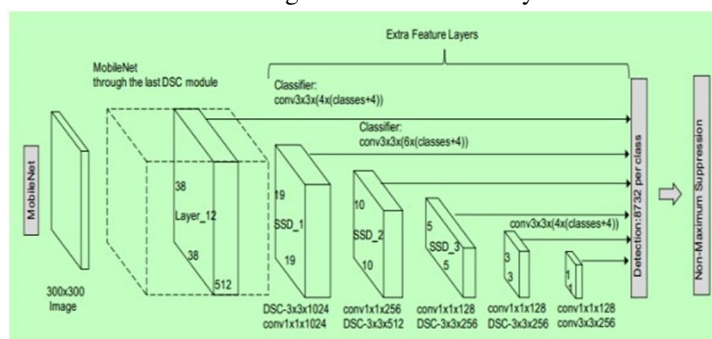 Extra Feature Layers
MobileNet
through the last DSC module
Classifier:
conv3x3x(4x(classes+4))
Classifier:
conv3x3x(6x(classes+4))
MobileNet
300x300
Image
38
Layer_12
38
512
19
SSD_1
19
10
SSD_2
10
5
SSD_3
5
conv3x3(4x(classes+4))
3
3
1
1
DSC-3x3x1024
conv1x1x1024
conv1x1x256
DSC-3x3x512
conv1x1x128
DSC-3x3x256
conv1x1x128
DSC-3x3x256
conv1x1x128
conv3x3x256
Detection:8732 per class
Non-Maximum Suppression